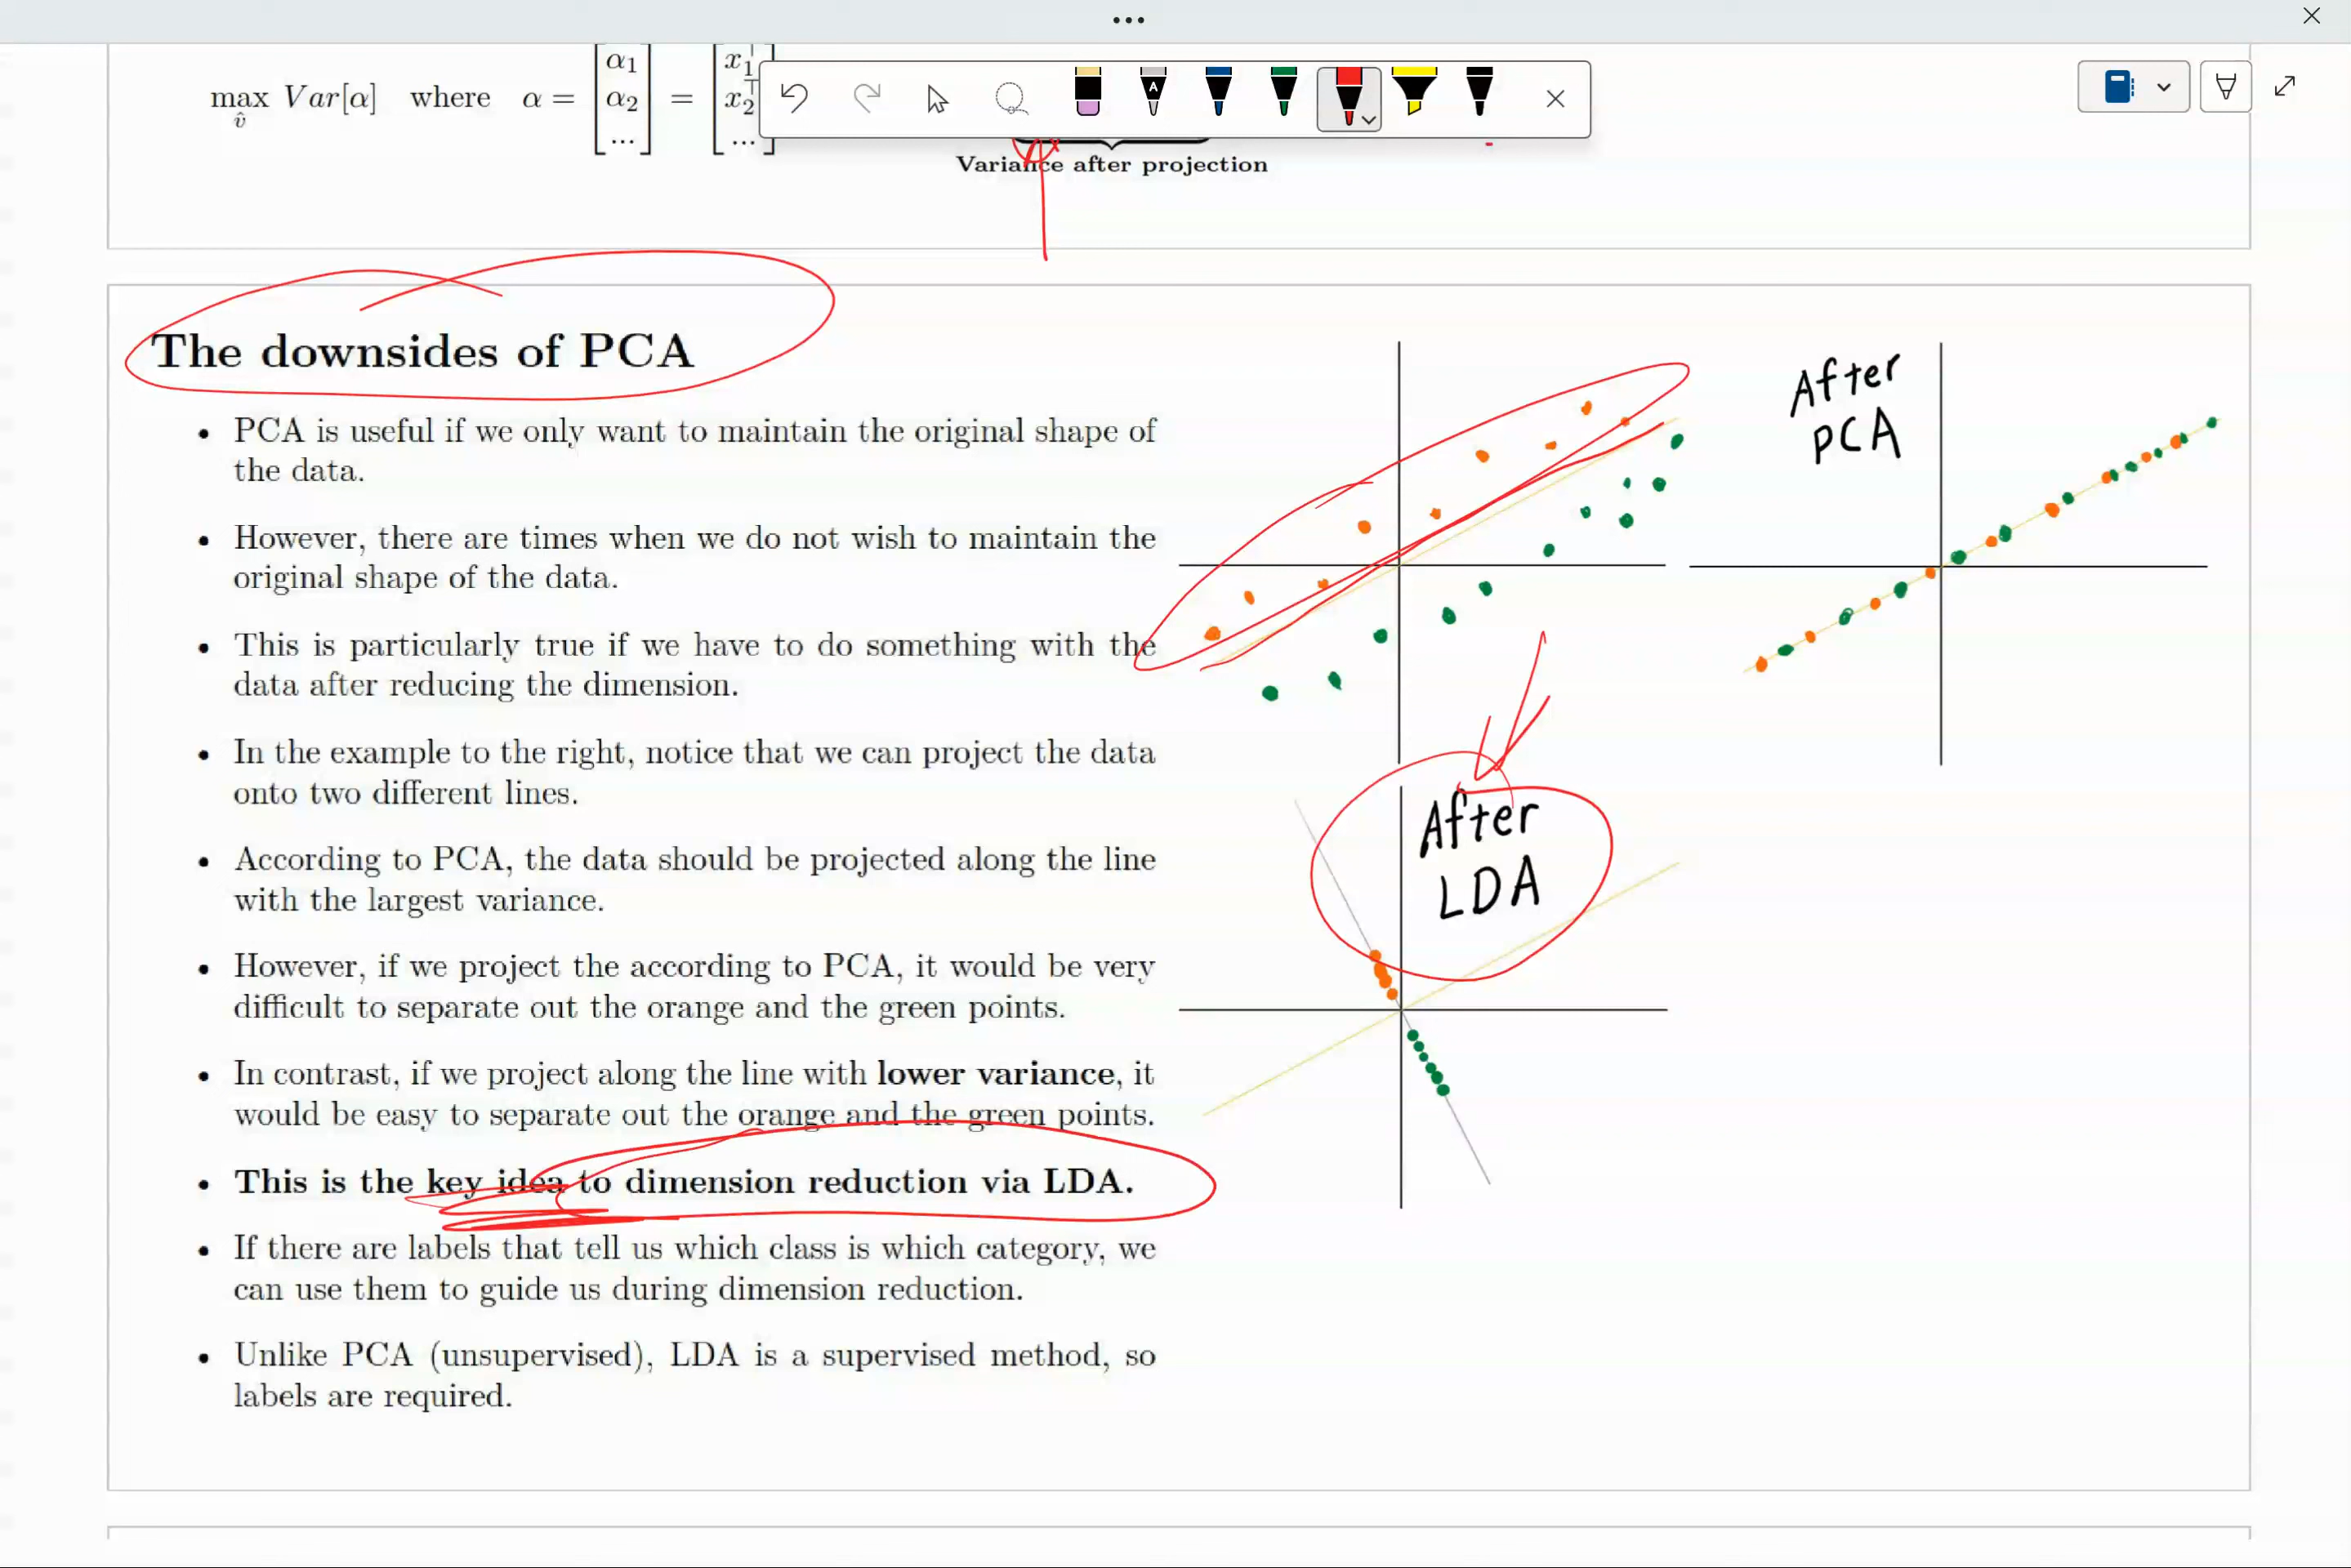 max Var[α] where α = [α1 α2 ...] = [x1⊤ x2⊤ ...]
v̂
Variance after projection
The downsides of PCA
• PCA is useful if we only want to maintain the original shape of
the data.
• However, there are times when we do not wish to maintain the
original shape of the data.
• This is particularly true if we have to do something with the
data after reducing the dimension.
• In the example to the right, notice that we can project the data
onto two different lines.
• According to PCA, the data should be projected along the line
with the largest variance.
• However, if we project the according to PCA, it would be very
difficult to separate out the orange and the green points.
• In contrast, if we project along the line with lower variance, it
would be easy to separate out the orange and the green points.
• This is the key idea to dimension reduction via LDA.
• If there are labels that tell us which class is which category, we
can use them to guide us during dimension reduction.
• Unlike PCA (unsupervised), LDA is a supervised method, so
labels are required.
After
PCA
After
LDA